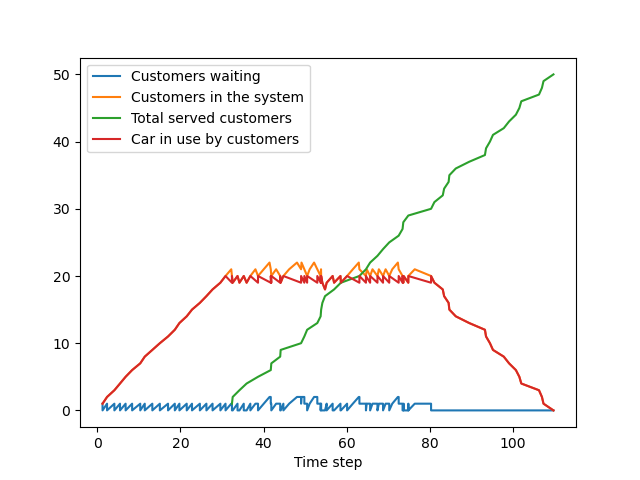 Customers waiting
Customers in the system
Total served customers
Car in use by customers
50
40
30
20
10
0
0 20 40 60 80 100
Time step